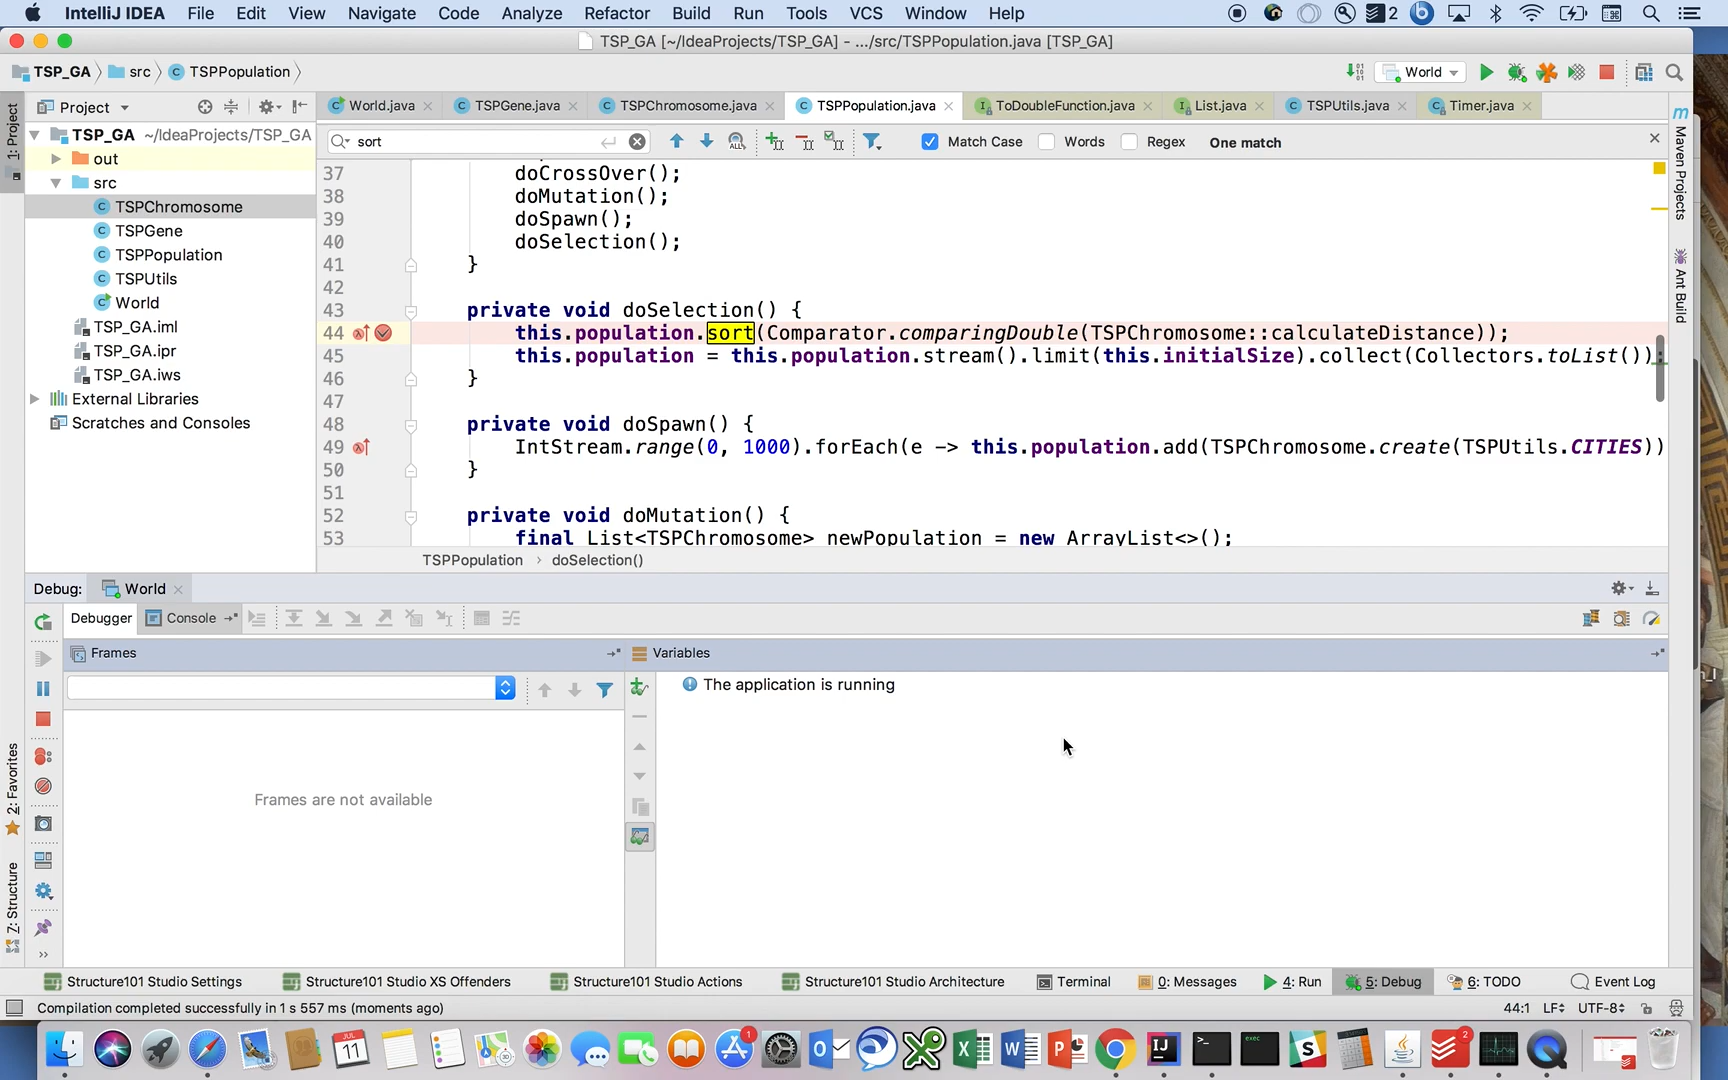 IntelliJ IDEA File Edit View Navigate Code Analyze Refactor Build Run Tools VCS Window Help 2
TSP_GA [~/IdeaProjects/TSP_GA] - .../src/TSPPopulation.java [TSP_GA]
TSP_GA src TSPPopulation World
1: Project
Project
World.java TSPGene.java TSPChromosome.java TSPPopulation.java ToDoubleFunction.java List.java TSPUtils.java Timer.java
TSP_GA ~/IdeaProjects/TSP_GA
out
src
TSPChromosome
TSPGene
TSPPopulation
TSPUtils
World
TSP_GA.iml
TSP_GA.ipr
TSP_GA.iws
External Libraries
Scratches and Consoles
sort Match Case Words Regex One match
37 doCrossOver();
38 doMutation();
39 doSpawn();
40 doSelection();
41 }
42
43 private void doSelection() {
44 this.population.sort(Comparator.comparingDouble(TSPChromosome::calculateDistance));
45 this.population = this.population.stream().limit(this.initialSize).collect(Collectors.toList());
46 }
47
48 private void doSpawn() {
49 IntStream.range(0, 1000).forEach(e -> this.population.add(TSPChromosome.create(TSPUtils.CITIES))
50 }
51
52 private void doMutation() {
53 final List<TSPChromosome> newPopulation = new ArrayList<>();
TSPPopulation › doSelection()
Maven Projects
Ant Build
Debug: World
Debugger Console
Frames Variables
The application is running
Frames are not available
2: Favorites
Z: Structure
Structure101 Studio Settings Structure101 Studio XS Offenders Structure101 Studio Actions Structure101 Studio Architecture Terminal 0: Messages 4: Run 5: Debug 6: TODO Event Log
Compilation completed successfully in 1 s 557 ms (moments ago) 44:1 LF UTF-8
JUL
11
1
IJ
exec
2